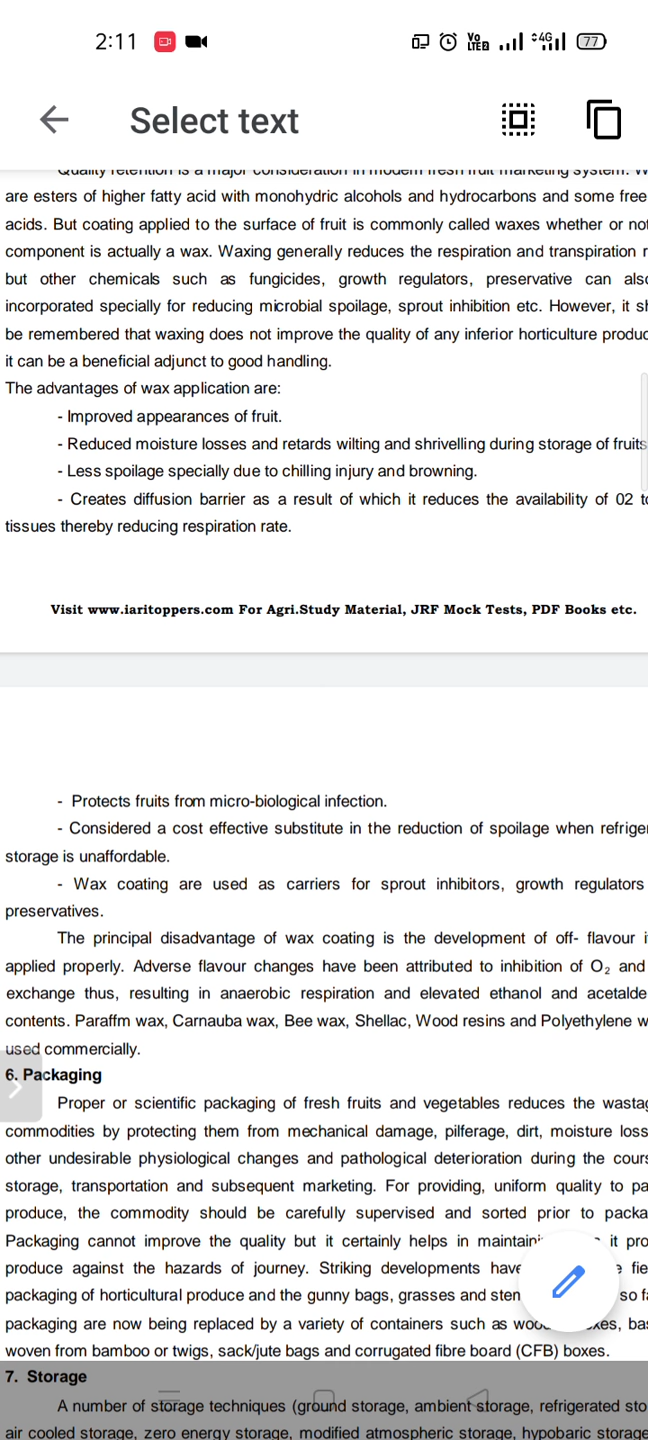 2:11
Vo LTE2 4G 77
Select text
Quality retention is a major consideration in modern fresh fruit marketing system.
are esters of higher fatty acid with monohydric alcohols and hydrocarbons and some free
acids. But coating applied to the surface of fruit is commonly called waxes whether or
component is actually a wax. Waxing generally reduces the respiration and transpiration
but other chemicals such as fungicides, growth regulators, preservative can
incorporated specially for reducing microbial spoilage, sprout inhibition etc. However, it
be remembered that waxing does not improve the quality of any inferior horticulture
it can be a beneficial adjunct to good handling.
The advantages of wax application are:
- Improved appearances of fruit.
- Reduced moisture losses and retards wilting and shrivelling during storage of fruits
- Less spoilage specially due to chilling injury and browning.
- Creates diffusion barrier as a result of which it reduces the availability of 02
tissues thereby reducing respiration rate.
Visit www.iaritoppers.com For Agri.Study Material, JRF Mock Tests, PDF Books etc.
- Protects fruits from micro-biological infection.
- Considered a cost effective substitute in the reduction of spoilage when
storage is unaffordable.
- Wax coating are used as carriers for sprout inhibitors, growth regulators
preservatives.
The principal disadvantage of wax coating is the development of off- flavour
applied properly. Adverse flavour changes have been attributed to inhibition of O₂ and
exchange thus, resulting in anaerobic respiration and elevated ethanol and
contents. Paraffm wax, Carnauba wax, Bee wax, Shellac, Wood resins and Polyethylene
used commercially.
6. Packaging
Proper or scientific packaging of fresh fruits and vegetables reduces the
commodities by protecting them from mechanical damage, pilferage, dirt, moisture loss
other undesirable physiological changes and pathological deterioration during the
storage, transportation and subsequent marketing. For providing, uniform quality to
produce, the commodity should be carefully supervised and sorted prior to
Packaging cannot improve the quality but it certainly helps in it
produce against the hazards of journey. Striking developments have
packaging of horticultural produce and the gunny bags, grasses and so
packaging are now being replaced by a variety of containers such as
woven from bamboo or twigs, sack/jute bags and corrugated fibre board (CFB) boxes.
7. Storage
A number of storage techniques (ground storage, ambient storage, refrigerated
air cooled storage, zero energy storage, modified atmospheric storage, hypobaric storage